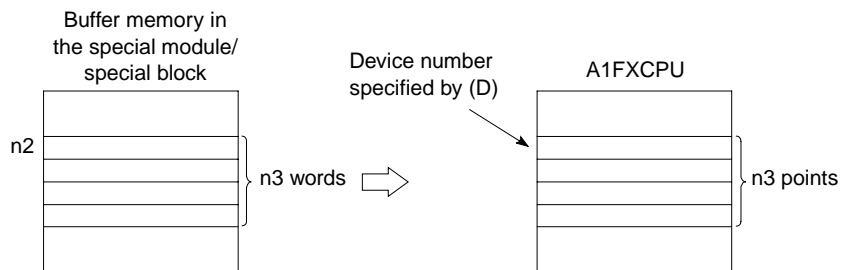 Buffer memory in
the special module/
special block
Device number
specified by (D)
A1FXCPU
n2
n3 words
n3 points